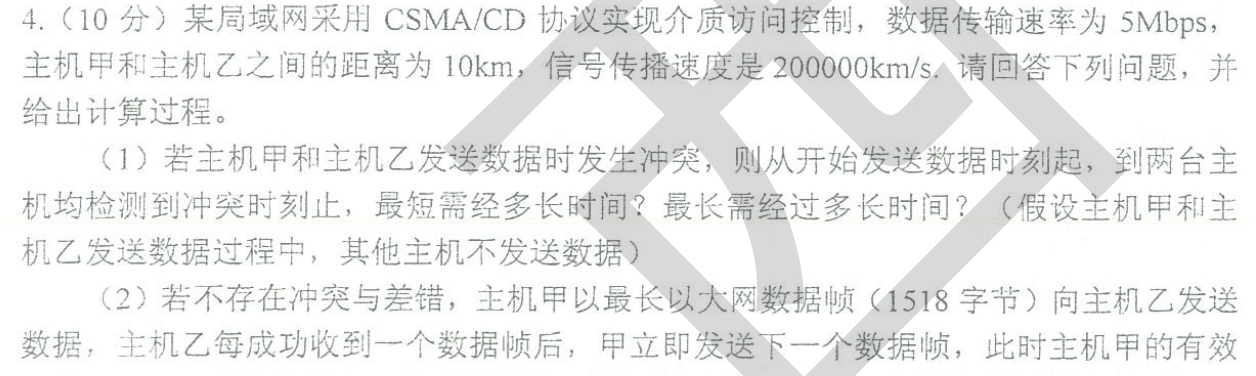 4.（10 分）某局域网采用 CSMA/CD 协议实现介质访问控制，数据传输速率为 5Mbps，
主机甲和主机乙之间的距离为 10km，信号传播速度是 200000km/s. 请回答下列问题，并
给出计算过程。
（1）若主机甲和主机乙发送数据时发生冲突，则从开始发送数据时刻起，到两台主
机均检测到冲突时刻止，最短需经多长时间？最长需经过多长时间？（假设主机甲和主
机乙发送数据过程中，其他主机不发送数据）
（2）若不存在冲突与差错，主机甲以最长以太网数据帧（1518 字节）向主机乙发送
数据，主机乙每成功收到一个数据帧后，甲立即发送下一个数据帧，此时主机甲的有效